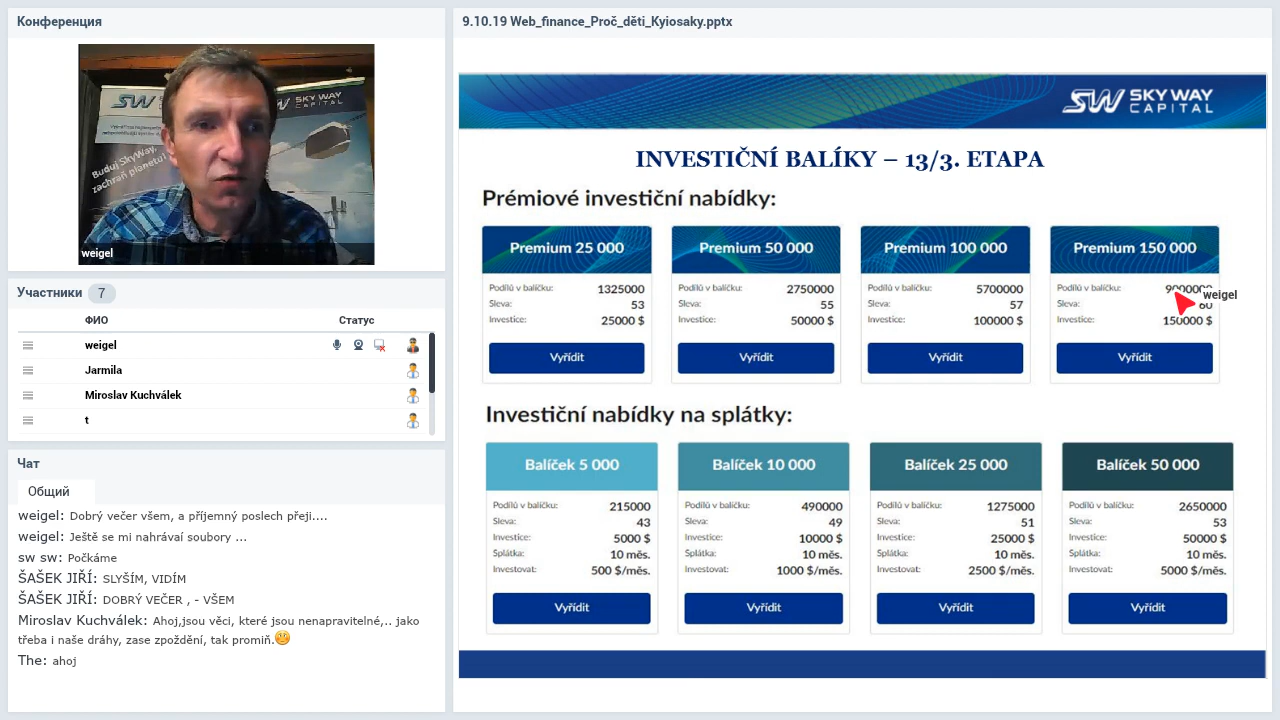 Конференция
SW SKY WAY
Buduj SkyWay,
zachraň planetu!
weigel
Участники 7
ФИО Статус
weigel
Jarmila
Miroslav Kuchválek
t
Чат
Общий
weigel: Dobrý večer všem, a příjemný poslech přeji....
weigel: Ještě se mi nahrávaí soubory ...
sw sw: Počkáme
ŠAŠEK JIŘÍ: SLYŠÍM, VIDÍM
ŠAŠEK JIŘÍ: DOBRÝ VEČER , - VŠEM
Miroslav Kuchválek: Ahoj,jsou věci, které jsou nenapravitelné,.. jako
třeba i naše dráhy, zase zpoždění, tak promiň.
The: ahoj
9.10.19 Web_finance_Proč_děti_Kyiosaky.pptx
SW SKY WAY
CAPITAL
INVESTIČNÍ BALÍKY – 13/3. ETAPA
Prémiové investiční nabídky:
Premium 25 000 Premium 50 000 Premium 100 000 Premium 150 000
Podílů v balíčku: 1325000 Podílů v balíčku: 2750000 Podílů v balíčku: 5700000 Podílů v balíčku: 9000000 weigel
Sleva: 53 Sleva: 55 Sleva: 57 Sleva: 60
Investice: 25000 $ Investice: 50000 $ Investice: 100000 $ Investice: 150000 $
Vyřídit Vyřídit Vyřídit Vyřídit
Investiční nabídky na splátky:
Balíček 5 000 Balíček 10 000 Balíček 25 000 Balíček 50 000
Podílů v balíčku: 215000 Podílů v balíčku: 490000 Podílů v balíčku: 1275000 Podílů v balíčku: 2650000
Sleva: 43 Sleva: 49 Sleva: 51 Sleva: 53
Investice: 5000 $ Investice: 10000 $ Investice: 25000 $ Investice: 50000 $
Splátka: 10 měs. Splátka: 10 měs. Splátka: 10 měs. Splátka: 10 měs.
Investovat: 500 $/měs. Investovat: 1000 $/měs. Investovat: 2500 $/měs. Investovat: 5000 $/měs.
Vyřídit Vyřídit Vyřídit Vyřídit